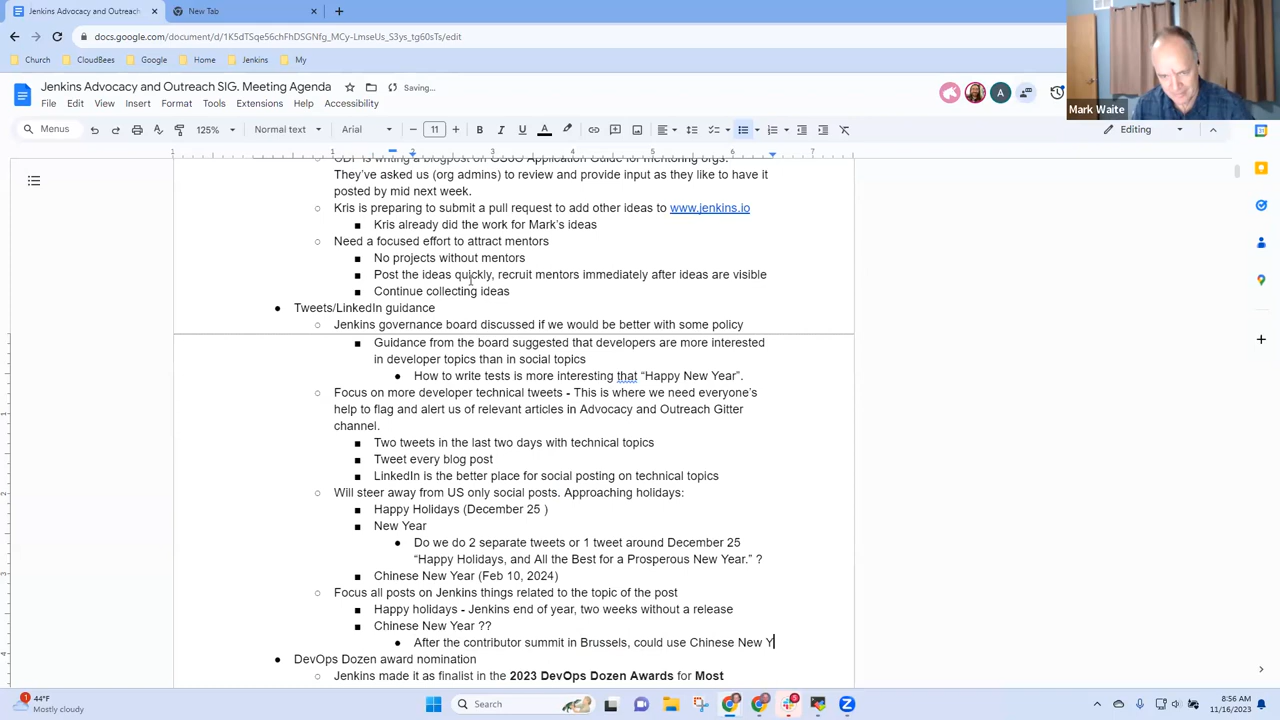 Jenkins Advocacy and Outreach
New Tab
docs.google.com/document/d/1K5dTSqe56chFhDSGNfg_MCy-LmseUs_S3ys_tg60sTs/edit
Church
CloudBees
Google
Home
Jenkins
My
Jenkins Advocacy and Outreach SIG. Meeting Agenda
Saving...
File Edit View Insert Format Tools Extensions Help Accessibility
A
Mark Waite
Menus
125%
Normal text
Arial
11
Editing
They've asked us (org admins) to review and provide input as they like to have it
posted by mid next week.
Kris is preparing to submit a pull request to add other ideas to www.jenkins.io
Kris already did the work for Mark's ideas
Need a focused effort to attract mentors
No projects without mentors
Post the ideas quickly, recruit mentors immediately after ideas are visible
Continue collecting ideas
Tweets/LinkedIn guidance
Jenkins governance board discussed if we would be better with some policy
Guidance from the board suggested that developers are more interested
in developer topics than in social topics
How to write tests is more interesting that “Happy New Year”.
Focus on more developer technical tweets - This is where we need everyone's
help to flag and alert us of relevant articles in Advocacy and Outreach Gitter
channel.
Two tweets in the last two days with technical topics
Tweet every blog post
LinkedIn is the better place for social posting on technical topics
Will steer away from US only social posts. Approaching holidays:
Happy Holidays (December 25 )
New Year
Do we do 2 separate tweets or 1 tweet around December 25
“Happy Holidays, and All the Best for a Prosperous New Year.” ?
Chinese New Year (Feb 10, 2024)
Focus all posts on Jenkins things related to the topic of the post
Happy holidays - Jenkins end of year, two weeks without a release
Chinese New Year ??
After the contributor summit in Brussels, could use Chinese New Y
DevOps Dozen award nomination
Jenkins made it as finalist in the 2023 DevOps Dozen Awards for Most
44°F
Mostly cloudy
Search
8:56 AM
11/16/2023